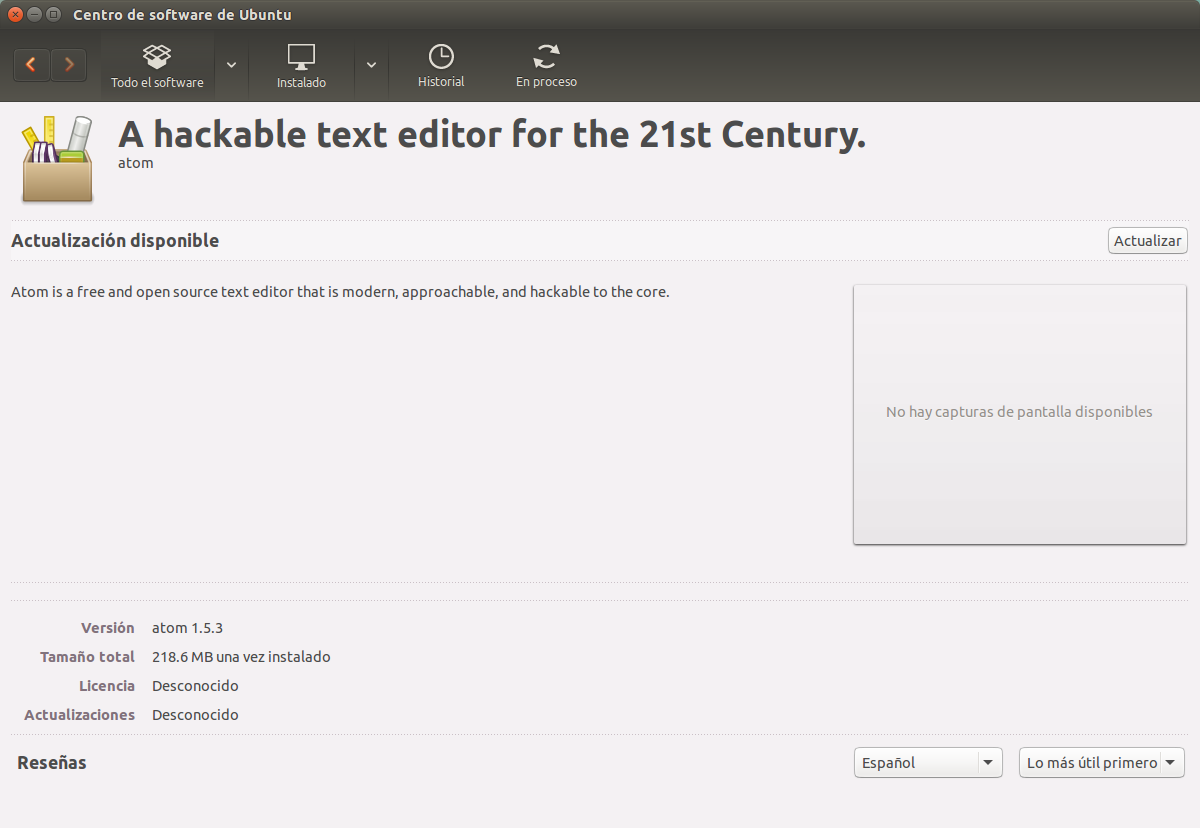 Centro de software de Ubuntu
Todo el software
Instalado
Historial
En proceso
A hackable text editor for the 21st Century.
atom
Actualización disponible
Actualizar
Atom is a free and open source text editor that is modern, approachable, and hackable to the core.
No hay capturas de pantalla disponibles
Versión atom 1.5.3
Tamaño total 218.6 MB una vez instalado
Licencia Desconocido
Actualizaciones Desconocido
Reseñas
Español
Lo más útil primero